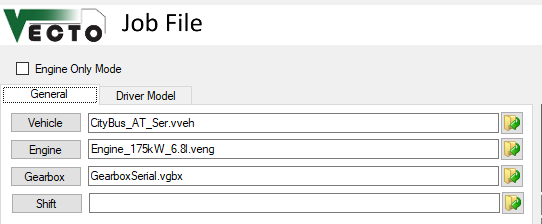 VECTO Job File
Engine Only Mode
General Driver Model
Vehicle CityBus_AT_Ser.vveh
Engine Engine_175kW_6.8l.veng
Gearbox GearboxSerial.vgbx
Shift